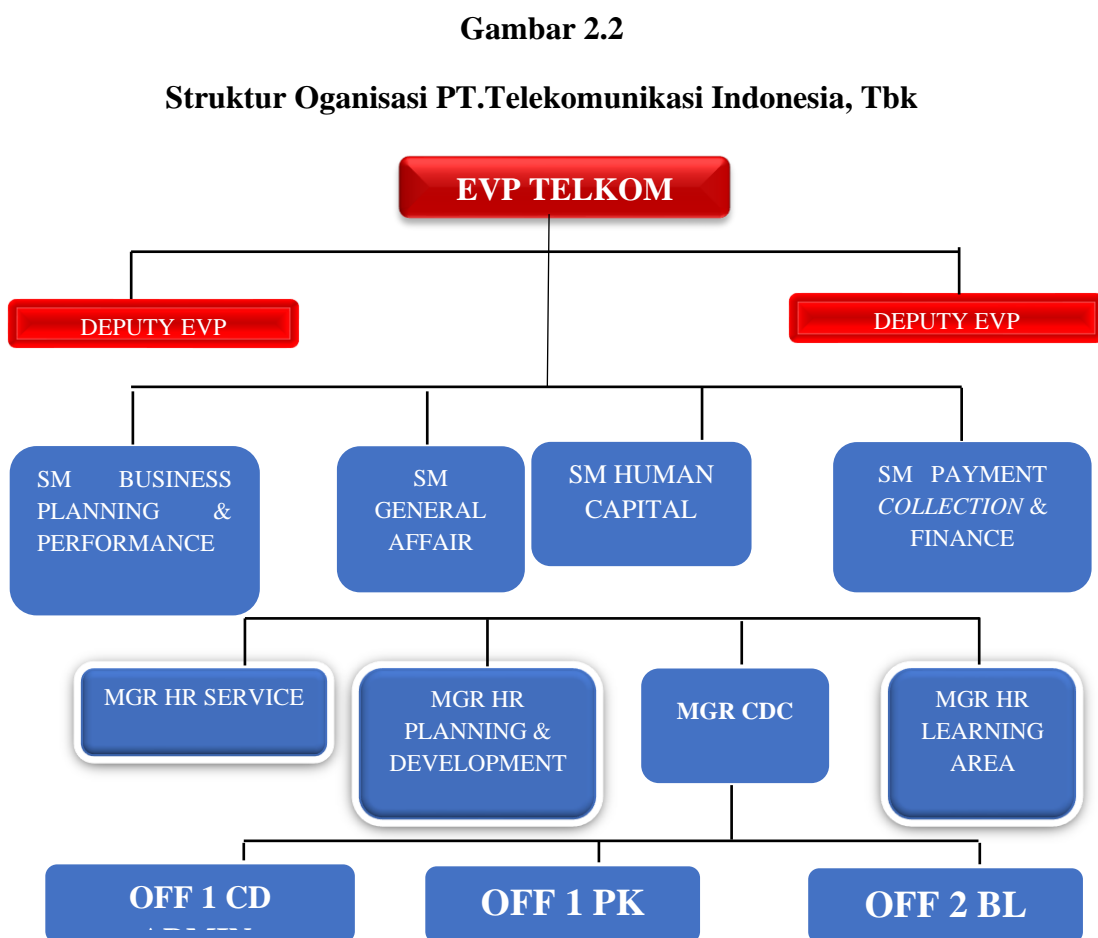 Gambar 2.2
Struktur Oganisasi PT.Telekomunikasi Indonesia, Tbk
EVP TELKOM
DEPUTY EVP
DEPUTY EVP
SM BUSINESS
PLANNING &
PERFORMANCE
SM
GENERAL
AFFAIR
SM HUMAN
CAPITAL
SM PAYMENT
COLLECTION &
FINANCE
MGR HR SERVICE
MGR HR
PLANNING &
DEVELOPMENT
MGR CDC
MGR HR
LEARNING
AREA
OFF 1 CD
OFF 1 PK
OFF 2 BL